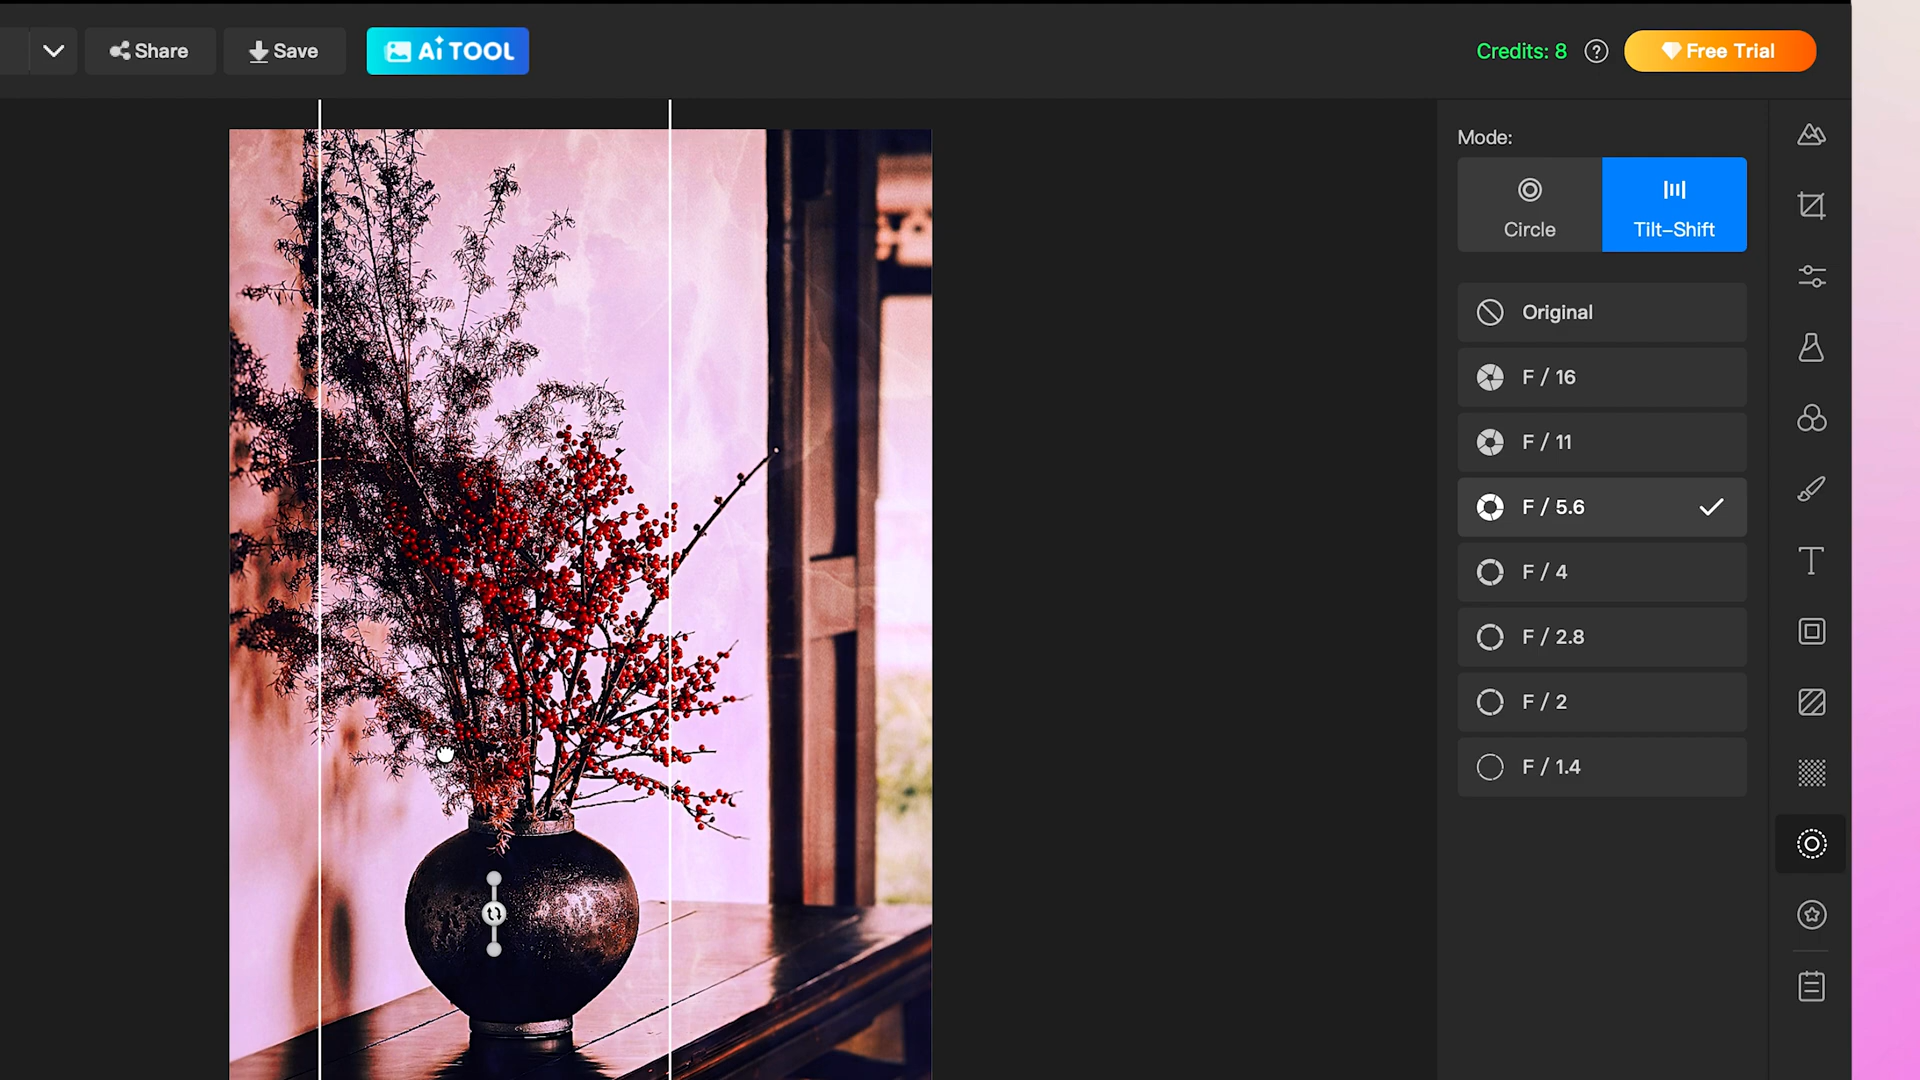 Share
Save
Ai TOOL
Credits: 8
Free Trial
Mode:
Circle
Tilt-Shift
Original
F / 16
F / 11
F / 5.6
F / 4
F / 2.8
F / 2
F / 1.4